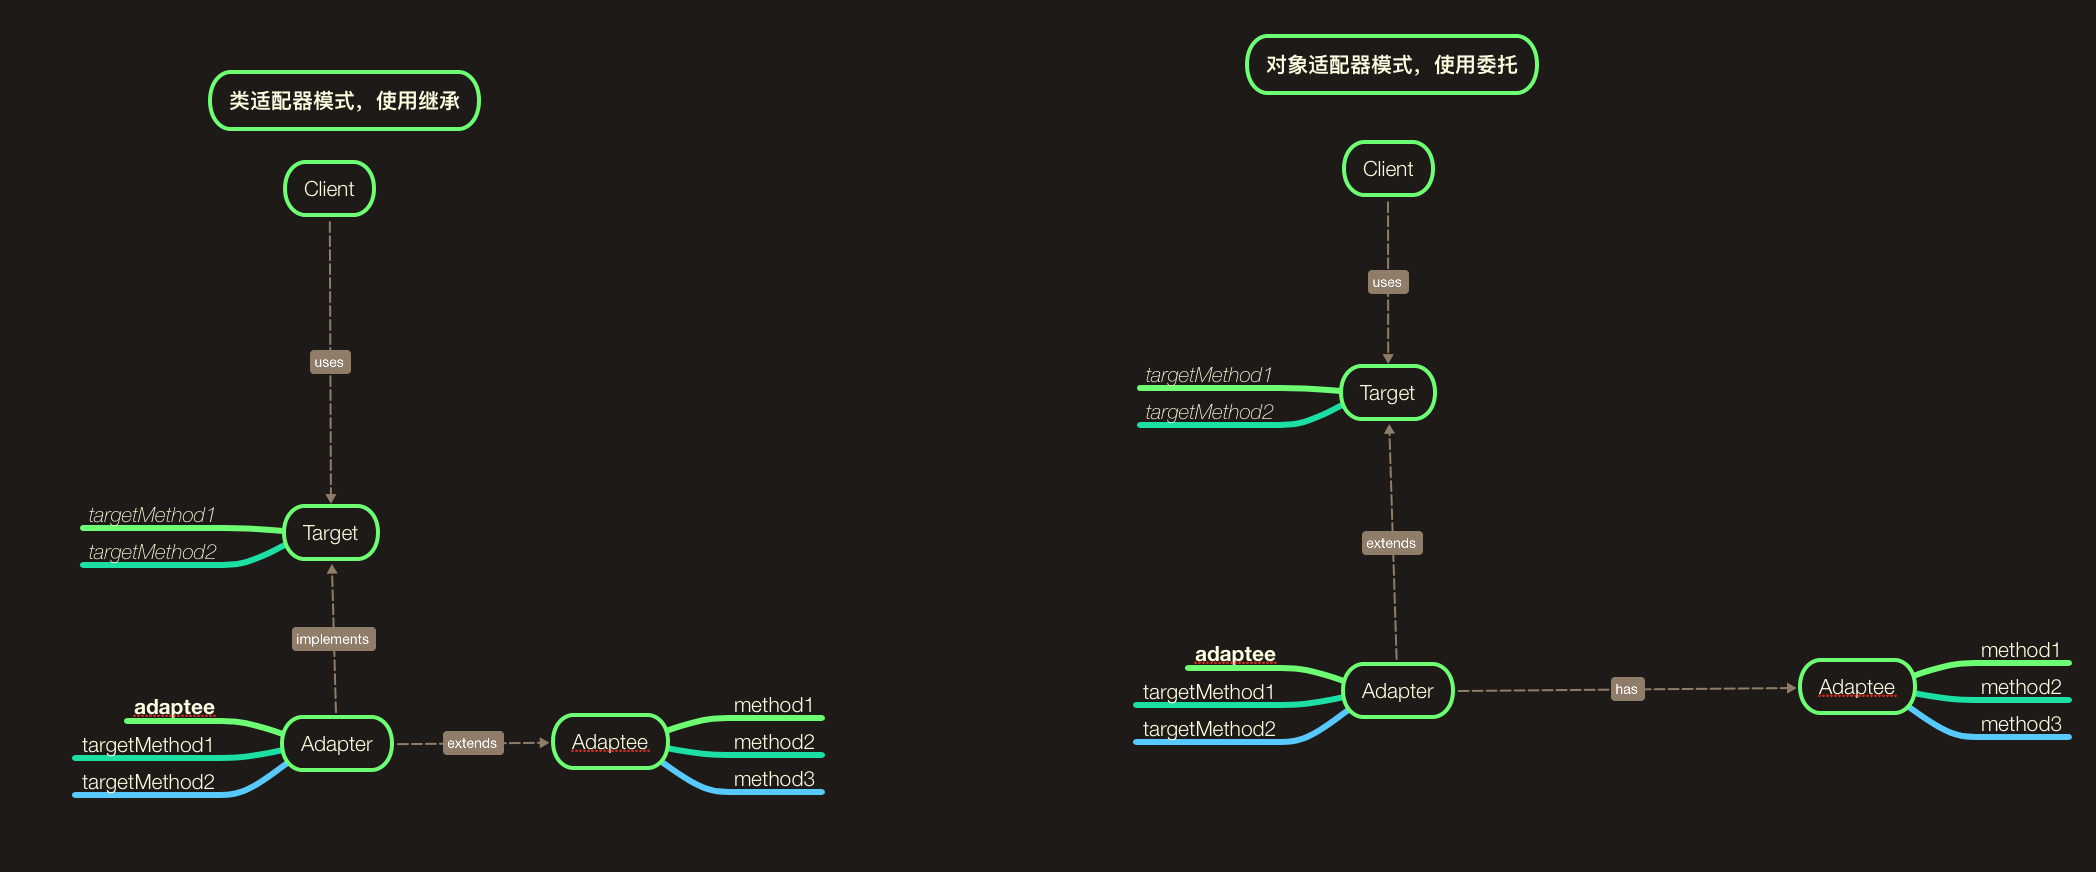 类适配器模式，使用继承
Client
uses
targetMethod1
targetMethod2
Target
implements
adaptee
targetMethod1
targetMethod2
Adapter
extends
Adaptee
method1
method2
method3
对象适配器模式，使用委托
Client
uses
targetMethod1
targetMethod2
Target
extends
adaptee
targetMethod1
targetMethod2
Adapter
has
Adaptee
method1
method2
method3